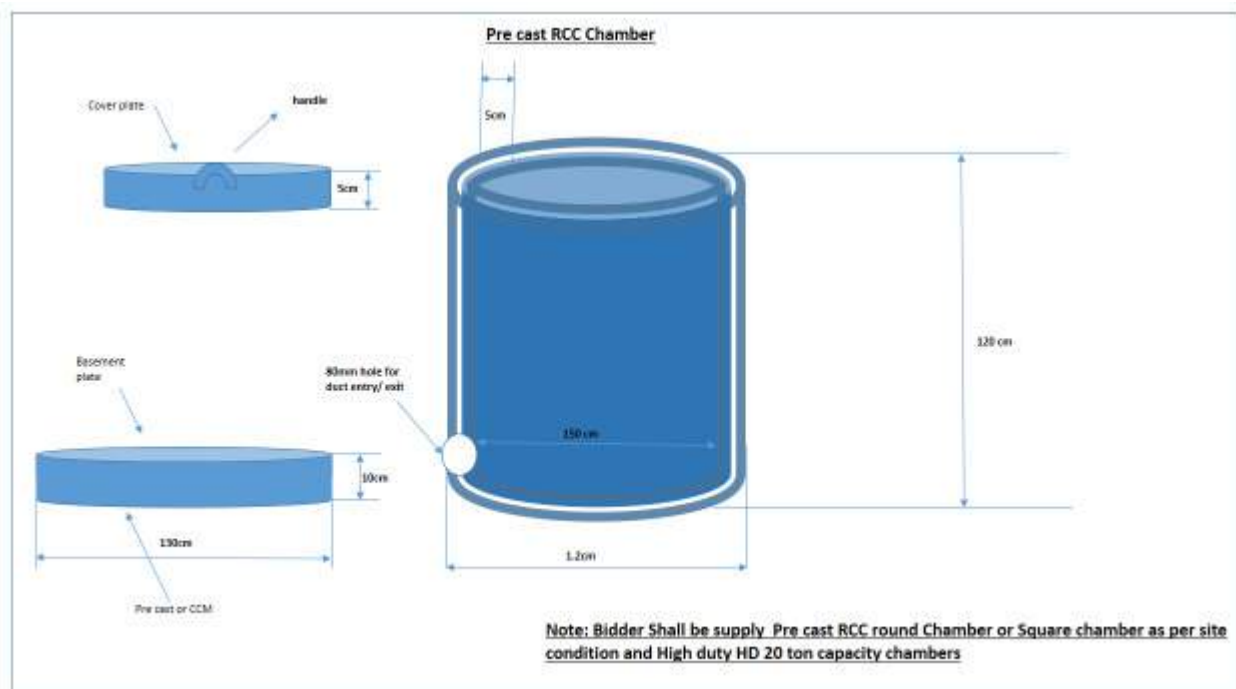 Pre cast RCC Chamber
Cover plate
handle
5cm
5cm
120 cm
Basement
plate
80mm hole for
duct entry/ exit
150 cm
10cm
130cm
1.2cm
Pre cast or CCM
Note: Bidder Shall be supply Pre cast RCC round Chamber or Square chamber as per site
condition and High duty HD 20 ton capacity chambers